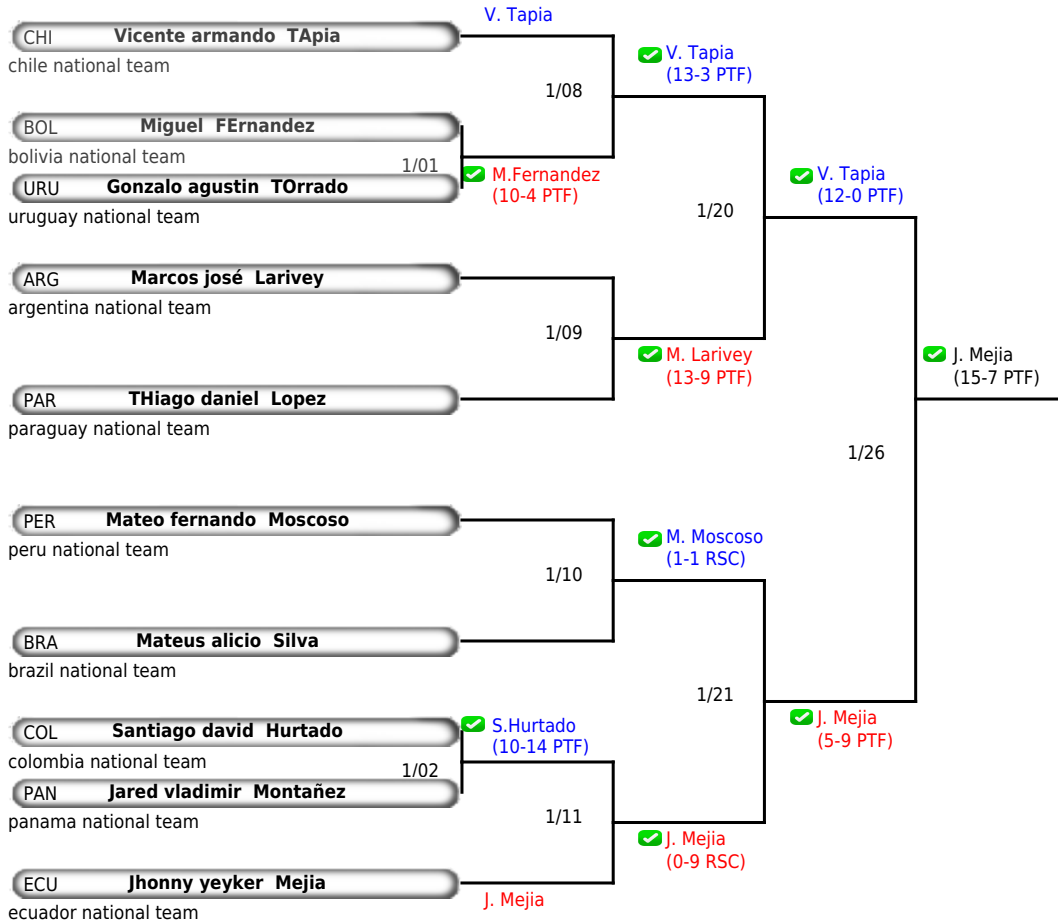 V. Tapia
CHI Vicente armando TApia
chile national team
V. Tapia
(13-3 PTF)
1/08
BOL Miguel FErnandez
bolivia national team
1/01
M.Fernandez
(10-4 PTF)
URU Gonzalo agustin TOrrado
uruguay national team
V. Tapia
(12-0 PTF)
1/20
ARG Marcos josé Larivey
argentina national team
1/09
M. Larivey
(13-9 PTF)
J. Mejia
(15-7 PTF)
PAR THiago daniel Lopez
paraguay national team
1/26
PER Mateo fernando Moscoso
peru national team
M. Moscoso
(1-1 RSC)
1/10
BRA Mateus alicio Silva
brazil national team
1/21
COL Santiago david Hurtado
colombia national team
S.Hurtado
(10-14 PTF)
J. Mejia
(5-9 PTF)
1/02
PAN Jared vladimir Montañez
panama national team
1/11
J. Mejia
(0-9 RSC)
ECU Jhonny yeyker Mejia
ecuador national team
J. Mejia